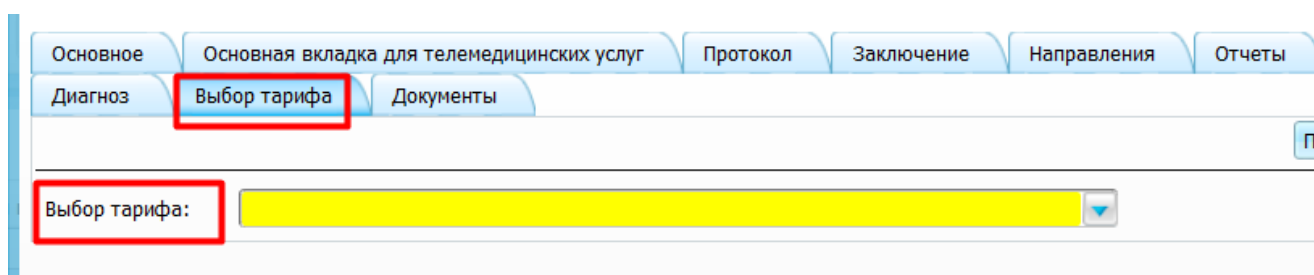 Основное Основная вкладка для телемедицинских услуг Протокол Заключение Направления Отчеты
Диагноз Выбор тарифа Документы
П
Выбор тарифа: